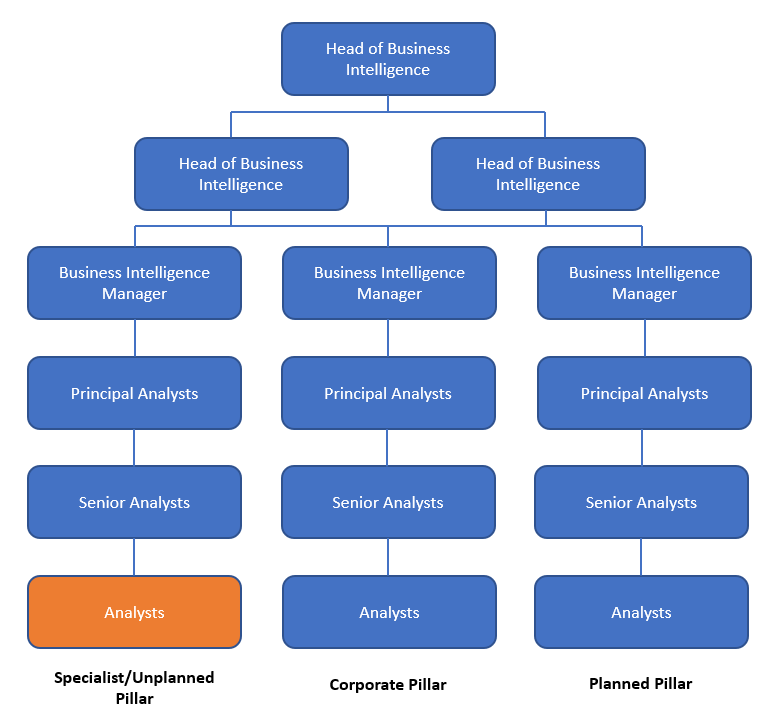 Head of Business
Intelligence
Head of Business
Intelligence
Head of Business
Intelligence
Business Intelligence
Manager
Business Intelligence
Manager
Business Intelligence
Manager
Principal Analysts
Principal Analysts
Principal Analysts
Senior Analysts
Senior Analysts
Senior Analysts
Analysts
Analysts
Analysts
Specialist/Unplanned
Pillar
Corporate Pillar
Planned Pillar